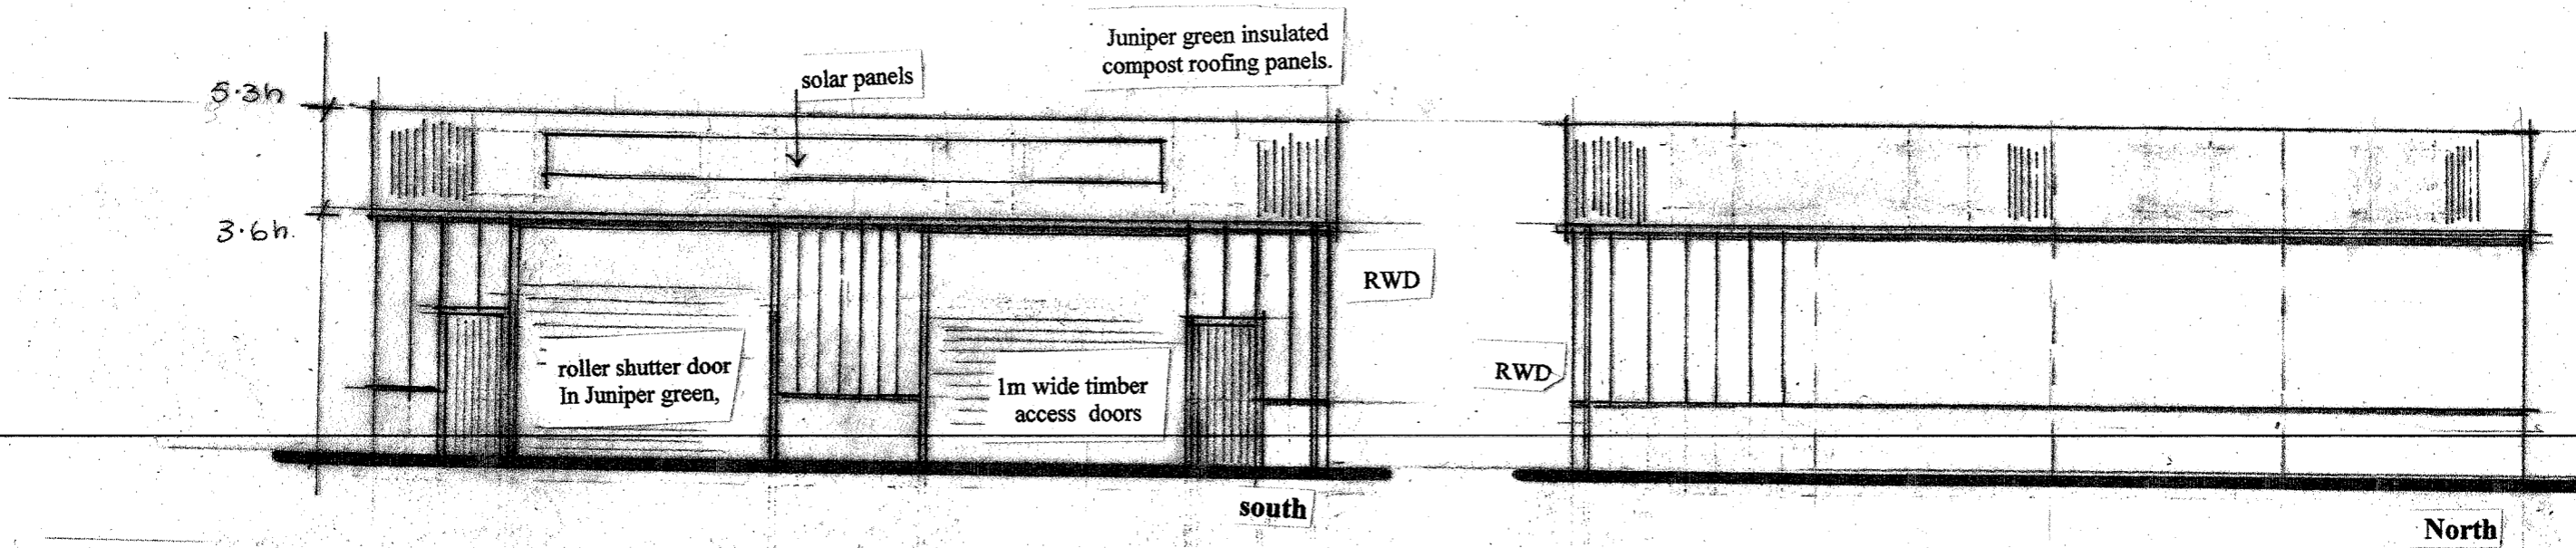 Juniper green insulated
compost roofing panels.
solar panels
5.3h
3.6h
RWD
roller shutter door
In Juniper green,
1m wide timber
access doors
RWD
south
North